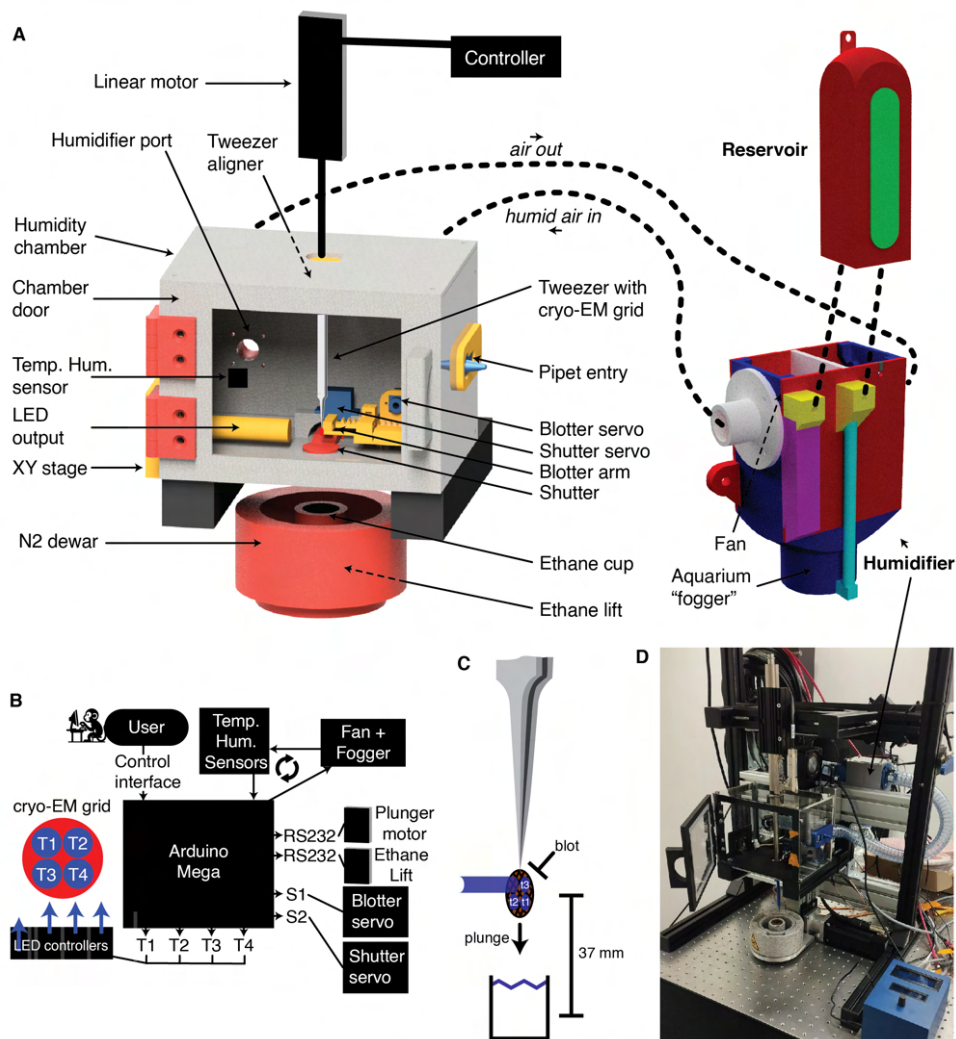 A
Linear motor
Controller
Humidifier port
Tweezer
aligner
air out
Reservoir
humid air in
Humidity
chamber
Chamber
door
Tweezer with
cryo-EM grid
Temp. Hum.
sensor
Pipet entry
LED
output
Blotter servo
Shutter servo
XY stage
Blotter arm
Shutter
N2 dewar
Ethane cup
Ethane lift
Fan
Humidifier
Aquarium
“fogger”
B
User
Temp.
Hum.
Sensors
Fan +
Fogger
Control
interface
cryo-EM grid
T1 T2
T3 T4
Arduino
Mega
RS232
Plunger
motor
RS232
Ethane
Lift
S1
Blotter
servo
S2
Shutter
servo
LED controllers
T1 T2 T3 T4
C
blot
t3
t2 t1
plunge
37 mm
D